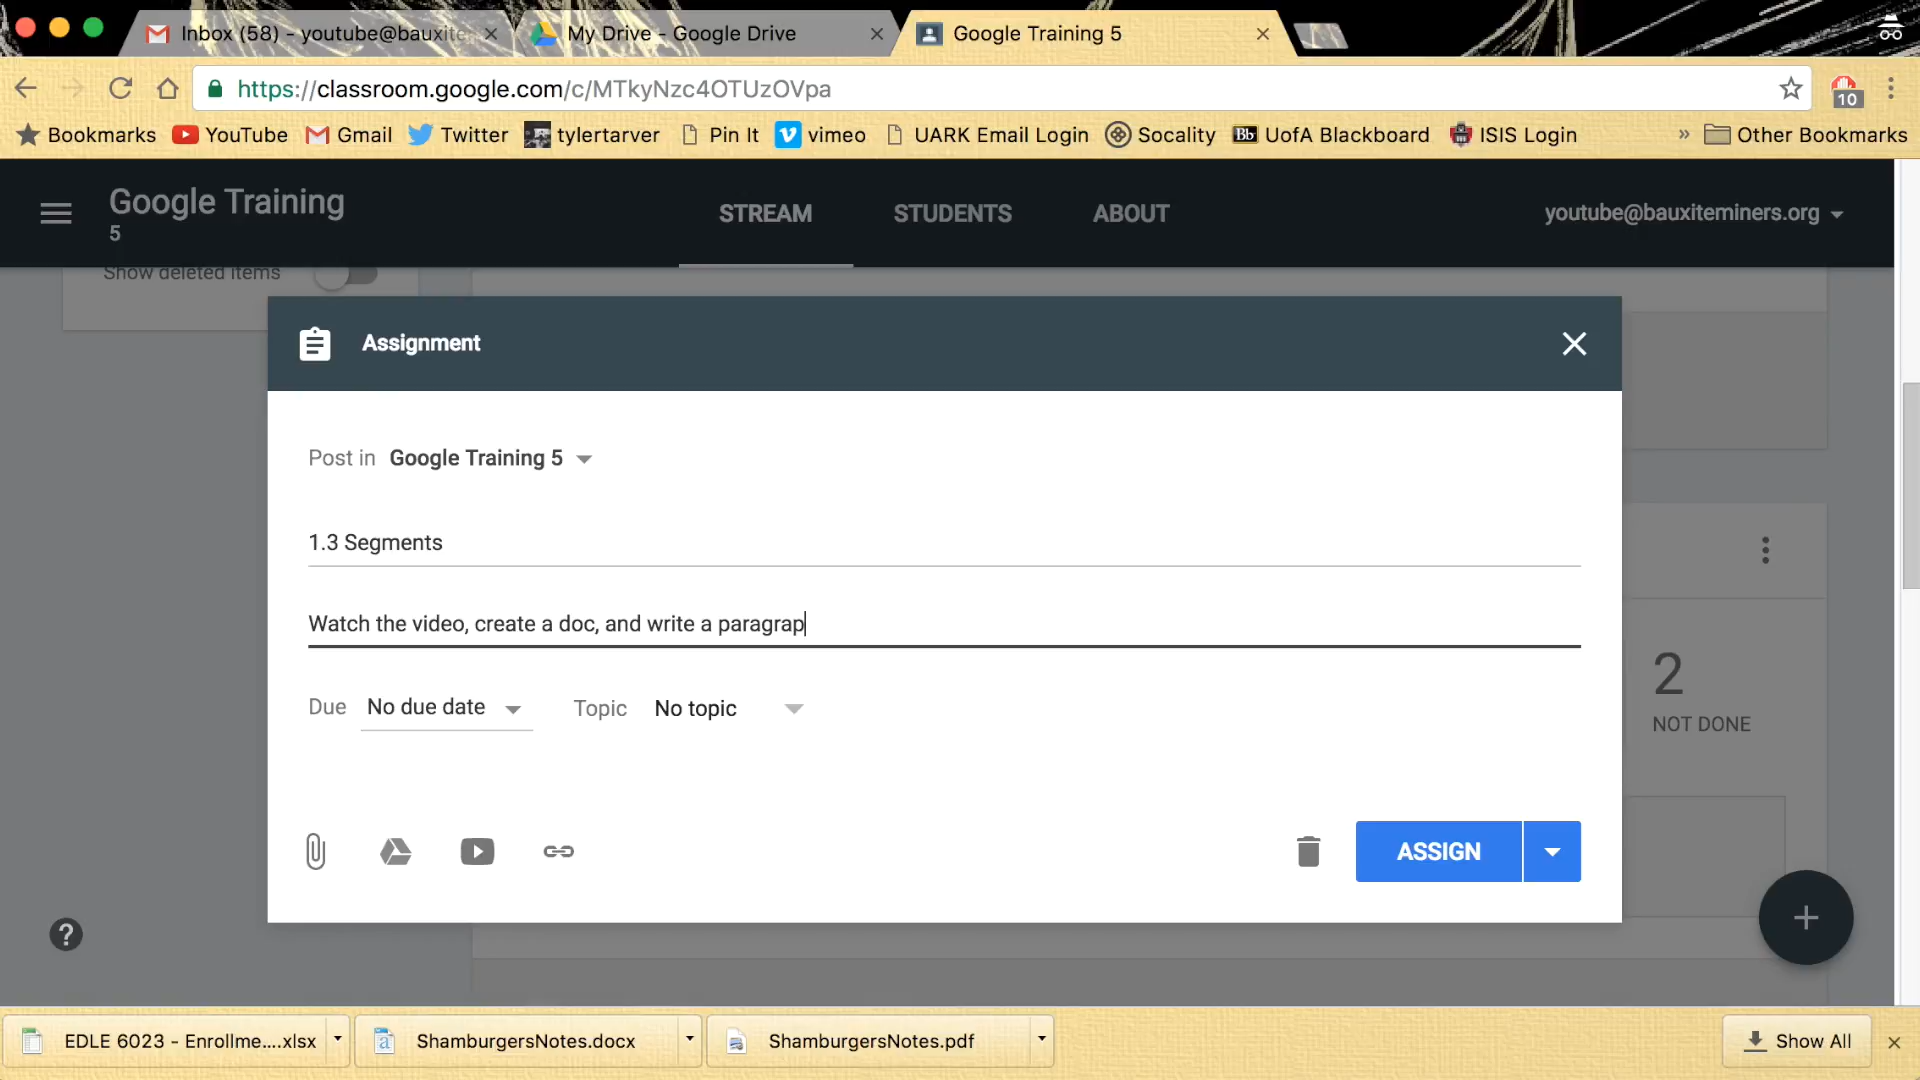 Inbox (58) - youtube@bauxite
My Drive - Google Drive
Google Training 5
https://classroom.google.com/c/MTkyNzc4OTUzOVpa
10
Bookmarks
YouTube
Gmail
Twitter
tylertarver
Pin It
vimeo
UARK Email Login
Socality
Bb UofA Blackboard
ISIS Login
» Other Bookmarks
Google Training
5
STREAM
STUDENTS
ABOUT
youtube@bauxiteminers.org
Show deleted items
Assignment
Post in Google Training 5
1.3 Segments
Watch the video, create a doc, and write a paragrap
Due No due date
Topic No topic
2
NOT DONE
ASSIGN
+
?
EDLE 6023 - Enrollme....xlsx
ShamburgersNotes.docx
ShamburgersNotes.pdf
Show All